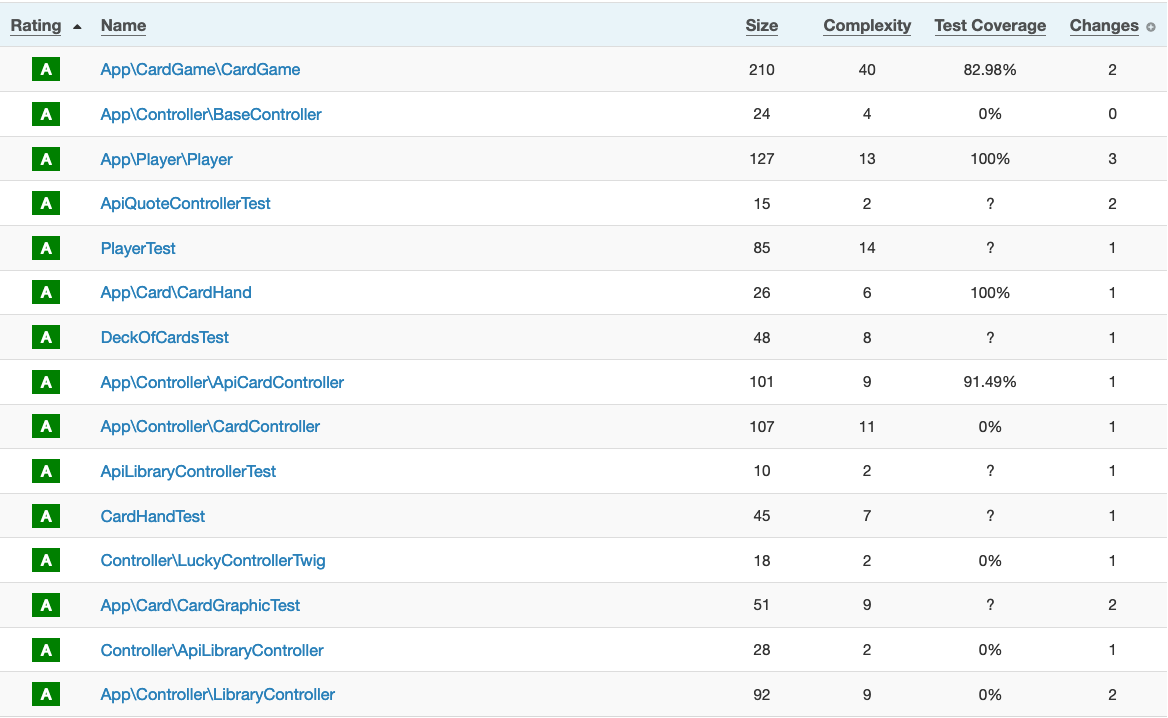 Rating Name Size Complexity Test Coverage Changes
A App\CardGame\CardGame 210 40 82.98% 2
A App\Controller\BaseController 24 4 0% 0
A App\Player\Player 127 13 100% 3
A ApiQuoteControllerTest 15 2 ? 2
A PlayerTest 85 14 ? 1
A App\Card\CardHand 26 6 100% 1
A DeckOfCardsTest 48 8 ? 1
A App\Controller\ApiCardController 101 9 91.49% 1
A App\Controller\CardController 107 11 0% 1
A ApiLibraryControllerTest 10 2 ? 1
A CardHandTest 45 7 ? 1
A Controller\LuckyControllerTwig 18 2 0% 1
A App\Card\CardGraphicTest 51 9 ? 2
A Controller\ApiLibraryController 28 2 0% 1
A App\Controller\LibraryController 92 9 0% 2